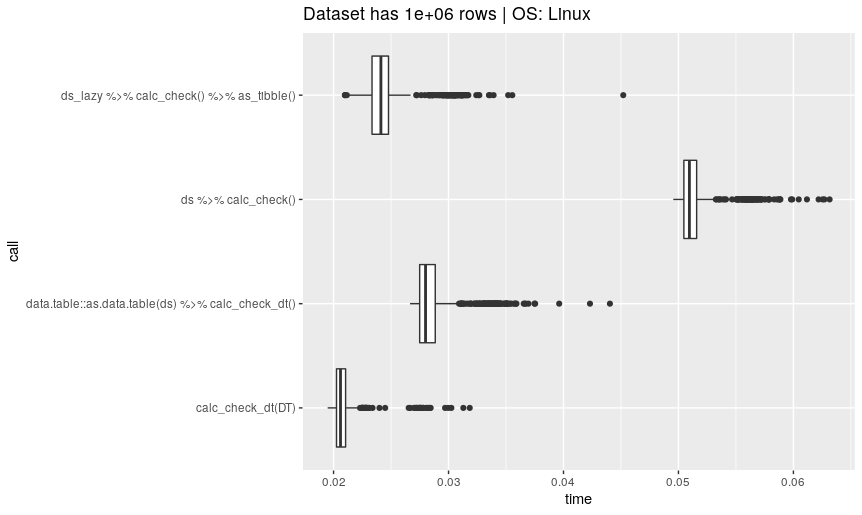 Dataset has 1e+06 rows | OS: Linux
ds_lazy %>% calc_check() %>% as_tibble()
ds %>% calc_check()
call
data.table::as.data.table(ds) %>% calc_check_dt()
calc_check_dt(DT)
0.02 0.03 0.04 0.05 0.06
time